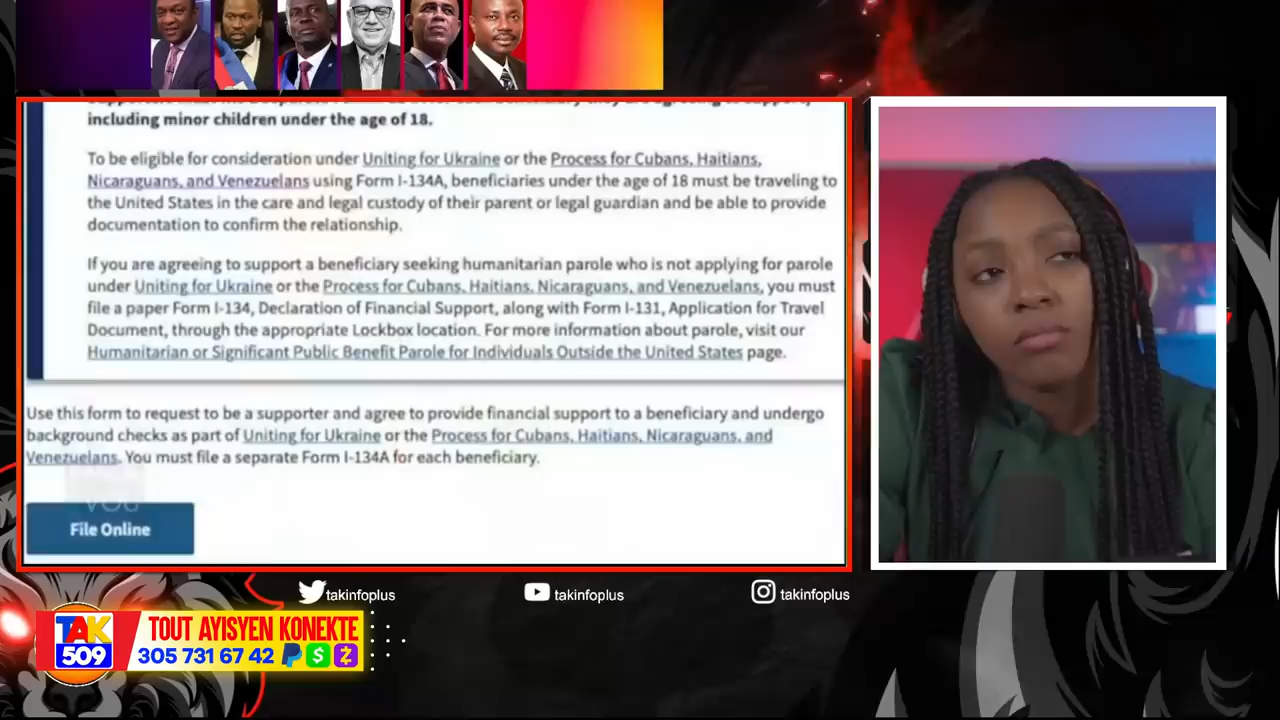 including minor children under the age of 18.
To be eligible for consideration under Uniting for Ukraine or the Process for Cubans, Haitians,
Nicaraguans, and Venezuelans using Form I-134A, beneficiaries under the age of 18 must be traveling to
the United States in the care and legal custody of their parent or legal guardian and be able to provide
documentation to confirm the relationship.
If you are agreeing to support a beneficiary seeking humanitarian parole who is not applying for parole
under Uniting for Ukraine or the Process for Cubans, Haitians, Nicaraguans, and Venezuelans, you must
file a paper Form I-134, Declaration of Financial Support, along with Form I-131, Application for Travel
Document, through the appropriate Lockbox location. For more information about parole, visit our
Humanitarian or Significant Public Benefit Parole for Individuals Outside the United States page.
Use this form to request to be a supporter and agree to provide financial support to a beneficiary and undergo
background checks as part of Uniting for Ukraine or the Process for Cubans, Haitians, Nicaraguans, and
Venezuelans. You must file a separate Form I-134A for each beneficiary.
File Online
takinfoplus
takinfoplus
takinfoplus
TAK
509
TOUT AYISYEN KONEKTE
305 731 67 42